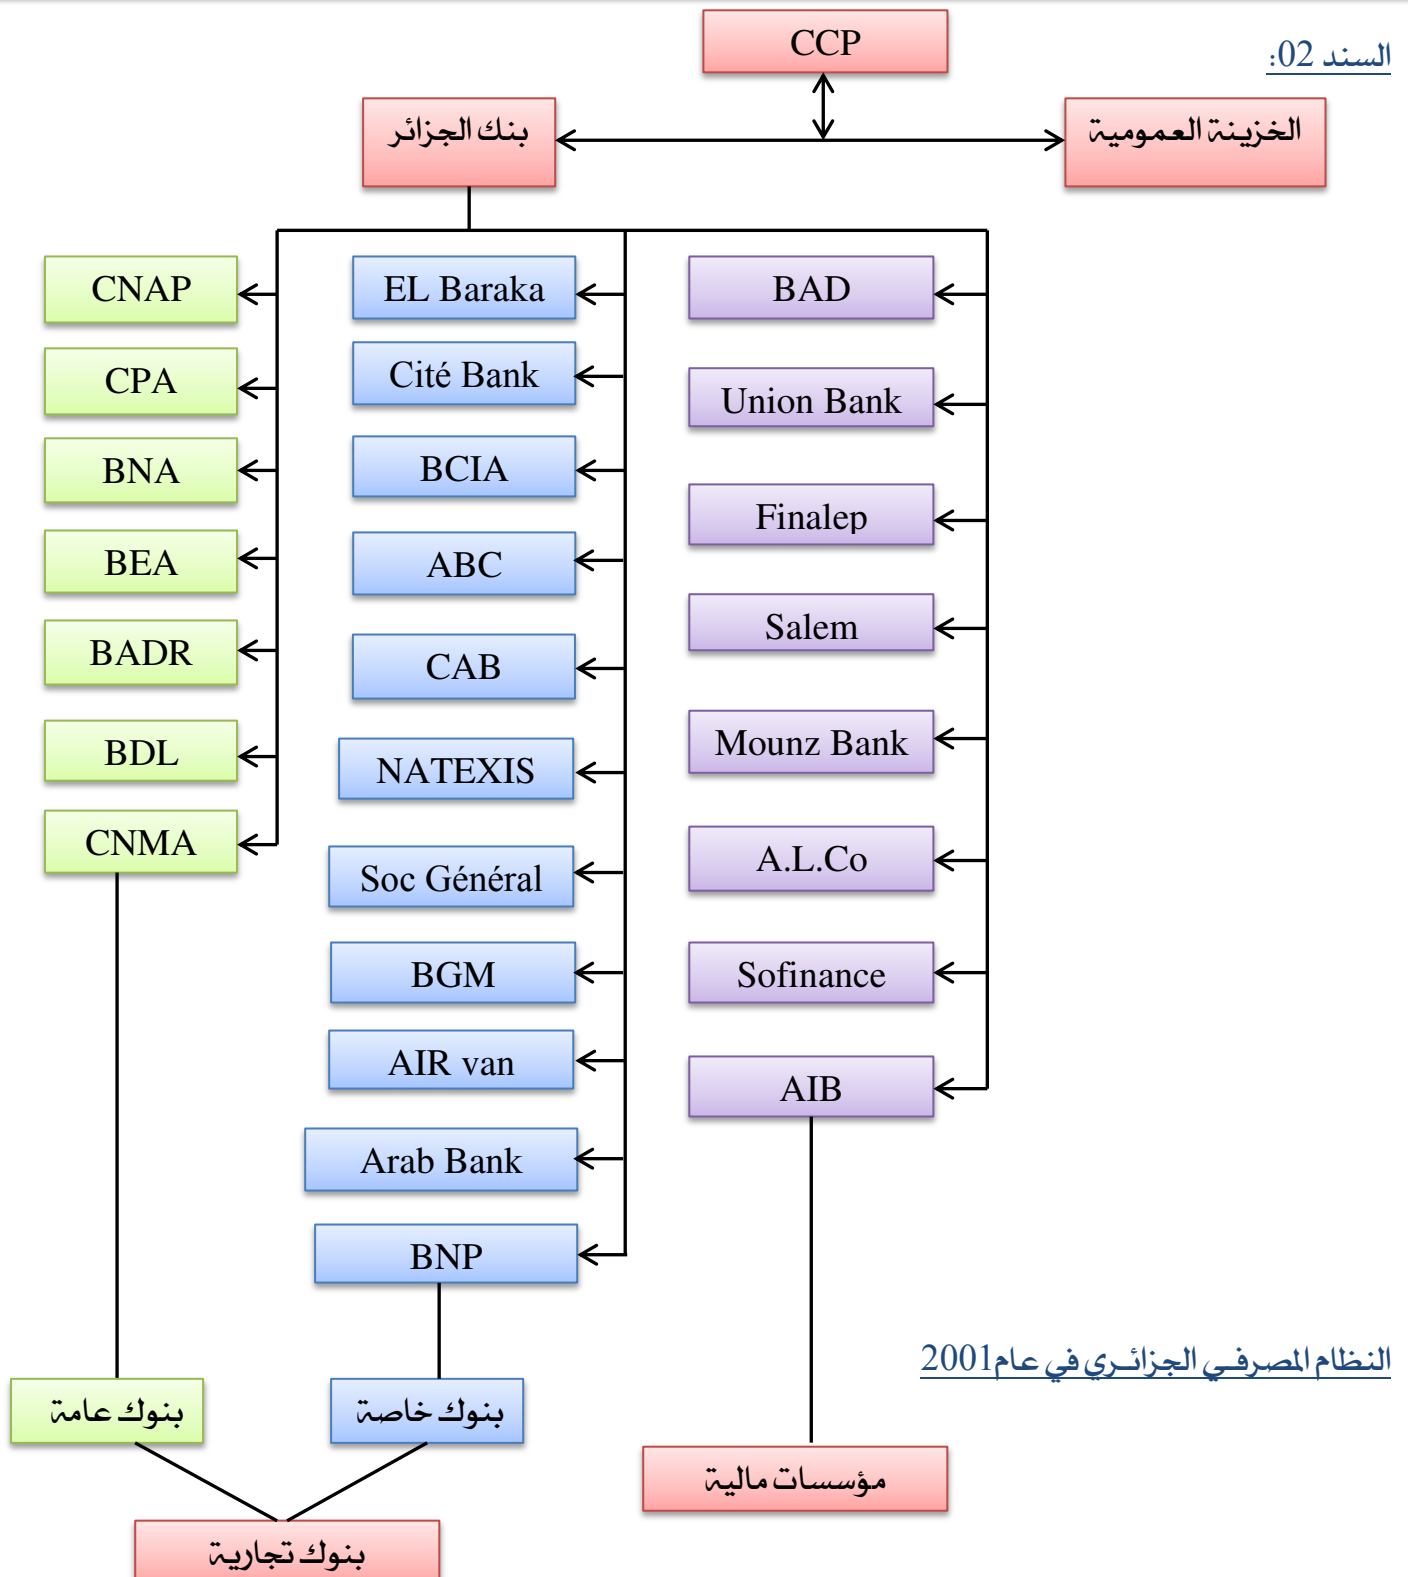 CCP
السند 02:
بنك الجزائر
الخزينة العمومية
CNAP
CPA
BNA
BEA
BADR
BDL
CNMA
EL Baraka
Cité Bank
BCIA
ABC
CAB
NATEXIS
Soc Général
BGM
AIR van
Arab Bank
BNP
BAD
Union Bank
Finalep
Salem
Mounz Bank
A.L.Co
Sofinance
AIB
النظام المصرفي الجزائري في عام2001
بنوك عامة
بنوك خاصة
مؤسسات مالية
بنوك تجارية